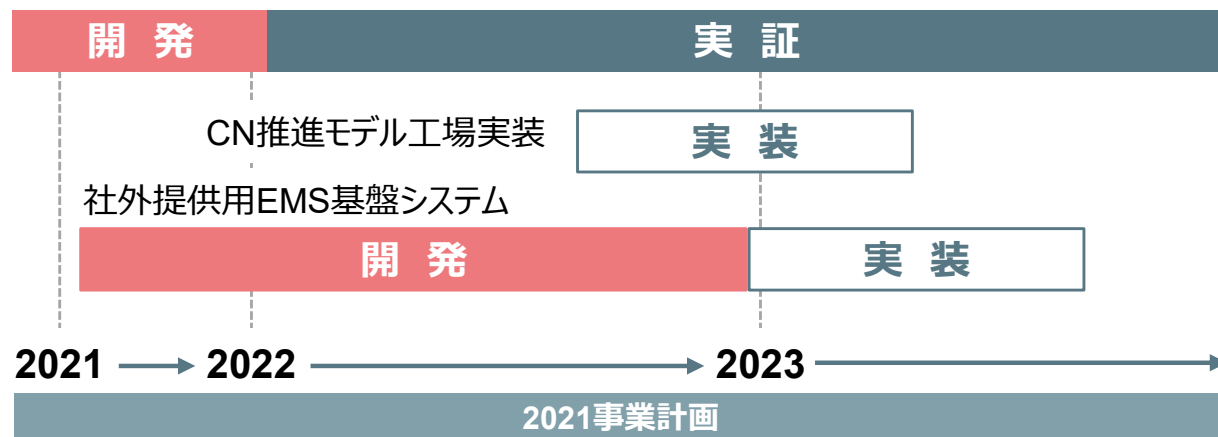 開 発
実 証
CN推進モデル工場実装
実 装
社外提供用EMS基盤システム
開 発
実 装
2021
2022
2023
2021事業計画